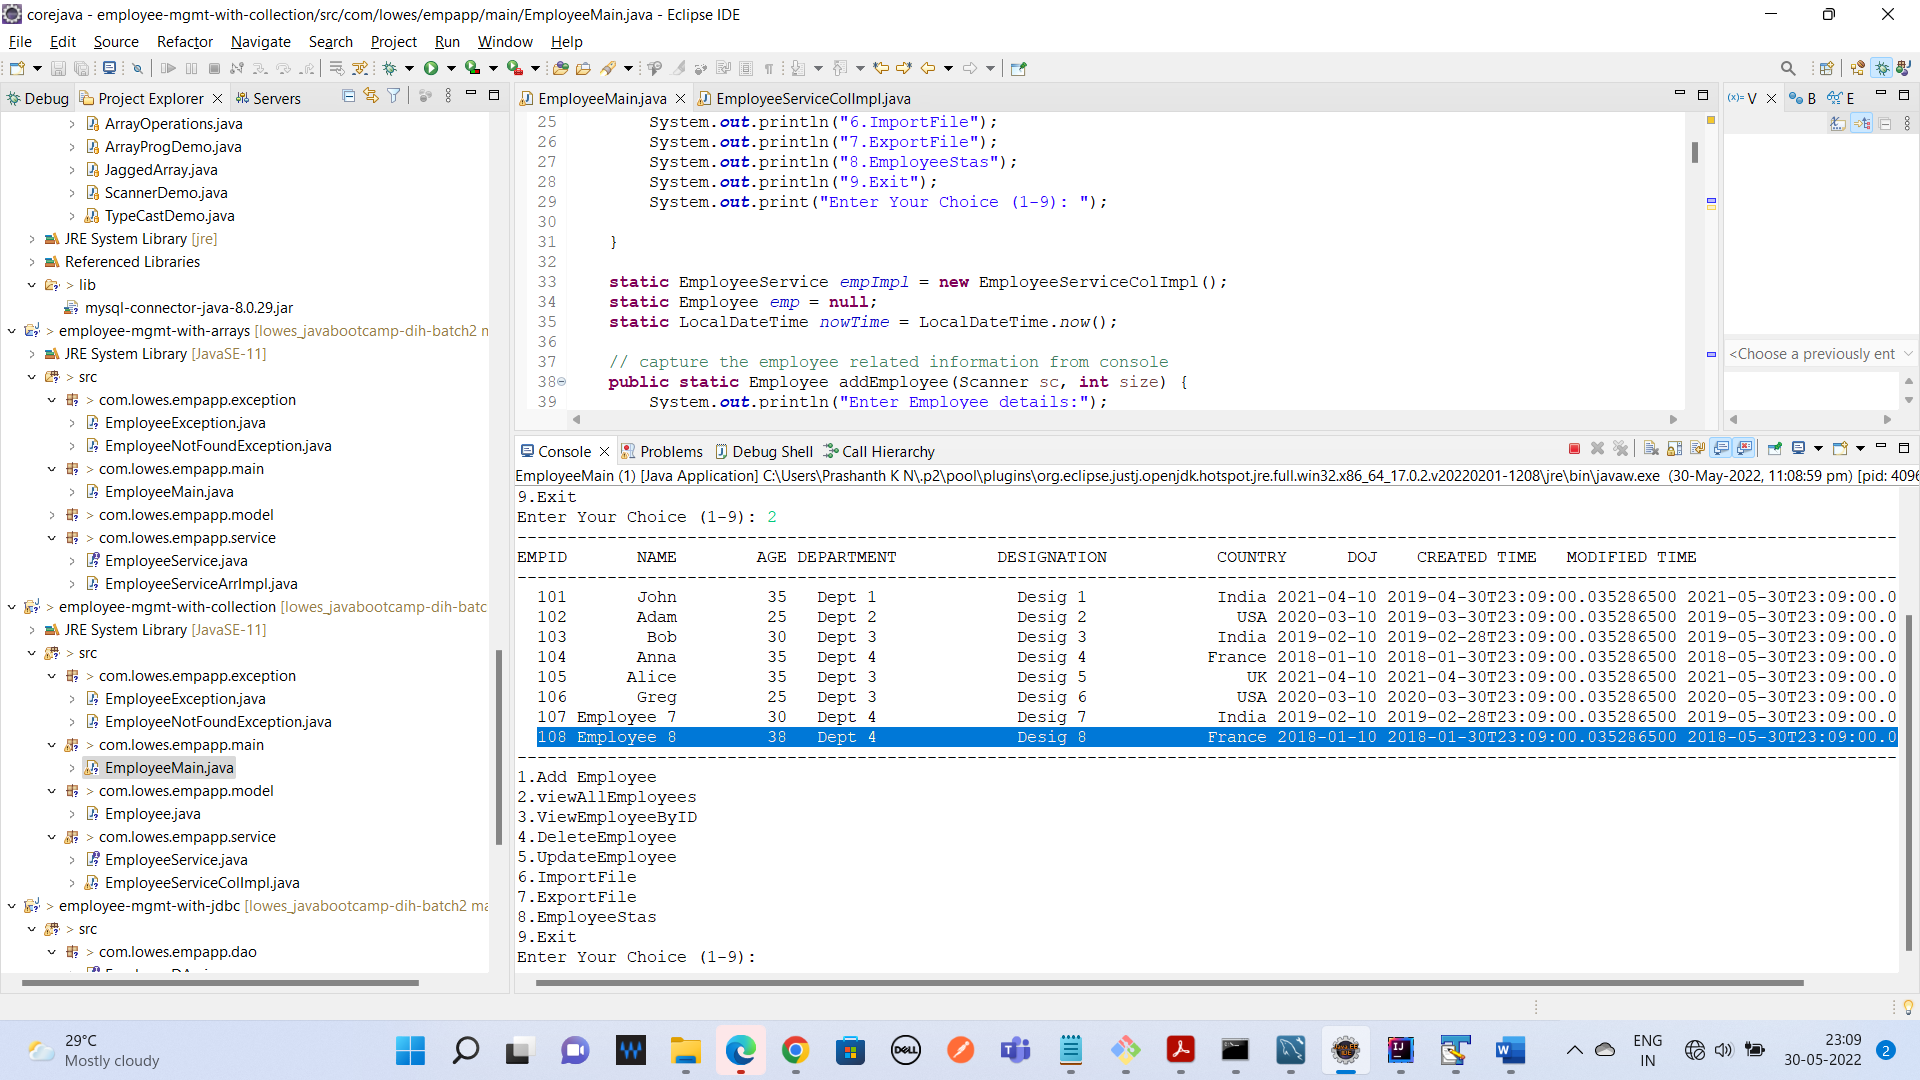 corejava - employee-mgmt-with-collection/src/com/lowes/empapp/main/EmployeeMain.java - Eclipse IDE
File Edit Source Refactor Navigate Search Project Run Window Help
Debug Project Explorer Servers
ArrayOperations.java
ArrayProgDemo.java
JaggedArray.java
ScannerDemo.java
TypeCastDemo.java
JRE System Library [jre]
Referenced Libraries
> lib
mysql-connector-java-8.0.29.jar
> employee-mgmt-with-arrays [lowes_javabootcamp-dih-batch2 m
JRE System Library [JavaSE-11]
> src
> com.lowes.empapp.exception
EmployeeException.java
EmployeeNotFoundException.java
> com.lowes.empapp.main
EmployeeMain.java
> com.lowes.empapp.model
> com.lowes.empapp.service
EmployeeService.java
EmployeeServiceArrImpl.java
> employee-mgmt-with-collection [lowes_javabootcamp-dih-batc
JRE System Library [JavaSE-11]
> src
> com.lowes.empapp.exception
EmployeeException.java
EmployeeNotFoundException.java
> com.lowes.empapp.main
EmployeeMain.java
> com.lowes.empapp.model
Employee.java
> com.lowes.empapp.service
EmployeeService.java
EmployeeServiceColImpl.java
> employee-mgmt-with-jdbc [lowes_javabootcamp-dih-batch2 ma
> src
> com.lowes.empapp.dao
EmployeeMain.java EmployeeServiceColImpl.java
25 System.out.println("6.ImportFile");
26 System.out.println("7.ExportFile");
27 System.out.println("8.EmployeeStas");
28 System.out.println("9.Exit");
29 System.out.print("Enter Your Choice (1-9): ");
30
31 }
32
33 static EmployeeService empImpl = new EmployeeServiceColImpl();
34 static Employee emp = null;
35 static LocalDateTime nowTime = LocalDateTime.now();
36
37 // capture the employee related information from console
38 public static Employee addEmployee(Scanner sc, int size) {
39 System.out.println("Enter Employee details:");
(x)= V B E
<Choose a previously ent
Console Problems Debug Shell Call Hierarchy
EmployeeMain (1) [Java Application] C:\Users\Prashanth K N\.p2\pool\plugins\org.eclipse.justj.openjdk.hotspot.jre.full.win32.x86_64_17.0.2.v20220201-1208\jre\bin\javaw.exe (30-May-2022, 11:08:59 pm) [pid: 4096
9.Exit
Enter Your Choice (1-9): 2
EMPID NAME AGE DEPARTMENT DESIGNATION COUNTRY DOJ CREATED TIME MODIFIED TIME
101 John 35 Dept 1 Desig 1 India 2021-04-10 2019-04-30T23:09:00.035286500 2021-05-30T23:09:00.0
102 Adam 25 Dept 2 Desig 2 USA 2020-03-10 2019-03-30T23:09:00.035286500 2019-05-30T23:09:00.0
103 Bob 30 Dept 3 Desig 3 India 2019-02-10 2019-02-28T23:09:00.035286500 2019-05-30T23:09:00.0
104 Anna 35 Dept 4 Desig 4 France 2018-01-10 2018-01-30T23:09:00.035286500 2018-05-30T23:09:00.0
105 Alice 35 Dept 3 Desig 5 UK 2021-04-10 2021-04-30T23:09:00.035286500 2021-05-30T23:09:00.0
106 Greg 25 Dept 3 Desig 6 USA 2020-03-10 2020-03-30T23:09:00.035286500 2020-05-30T23:09:00.0
107 Employee 7 30 Dept 4 Desig 7 India 2019-02-10 2019-02-28T23:09:00.035286500 2019-05-30T23:09:00.0
108 Employee 8 38 Dept 4 Desig 8 France 2018-01-10 2018-01-30T23:09:00.035286500 2018-05-30T23:09:00.0
1.Add Employee
2.viewAllEmployees
3.ViewEmployeeByID
4.DeleteEmployee
5.UpdateEmployee
6.ImportFile
7.ExportFile
8.EmployeeStas
9.Exit
Enter Your Choice (1-9):
29°C
Mostly cloudy
DELL
ENG
IN
23:09
30-05-2022
2